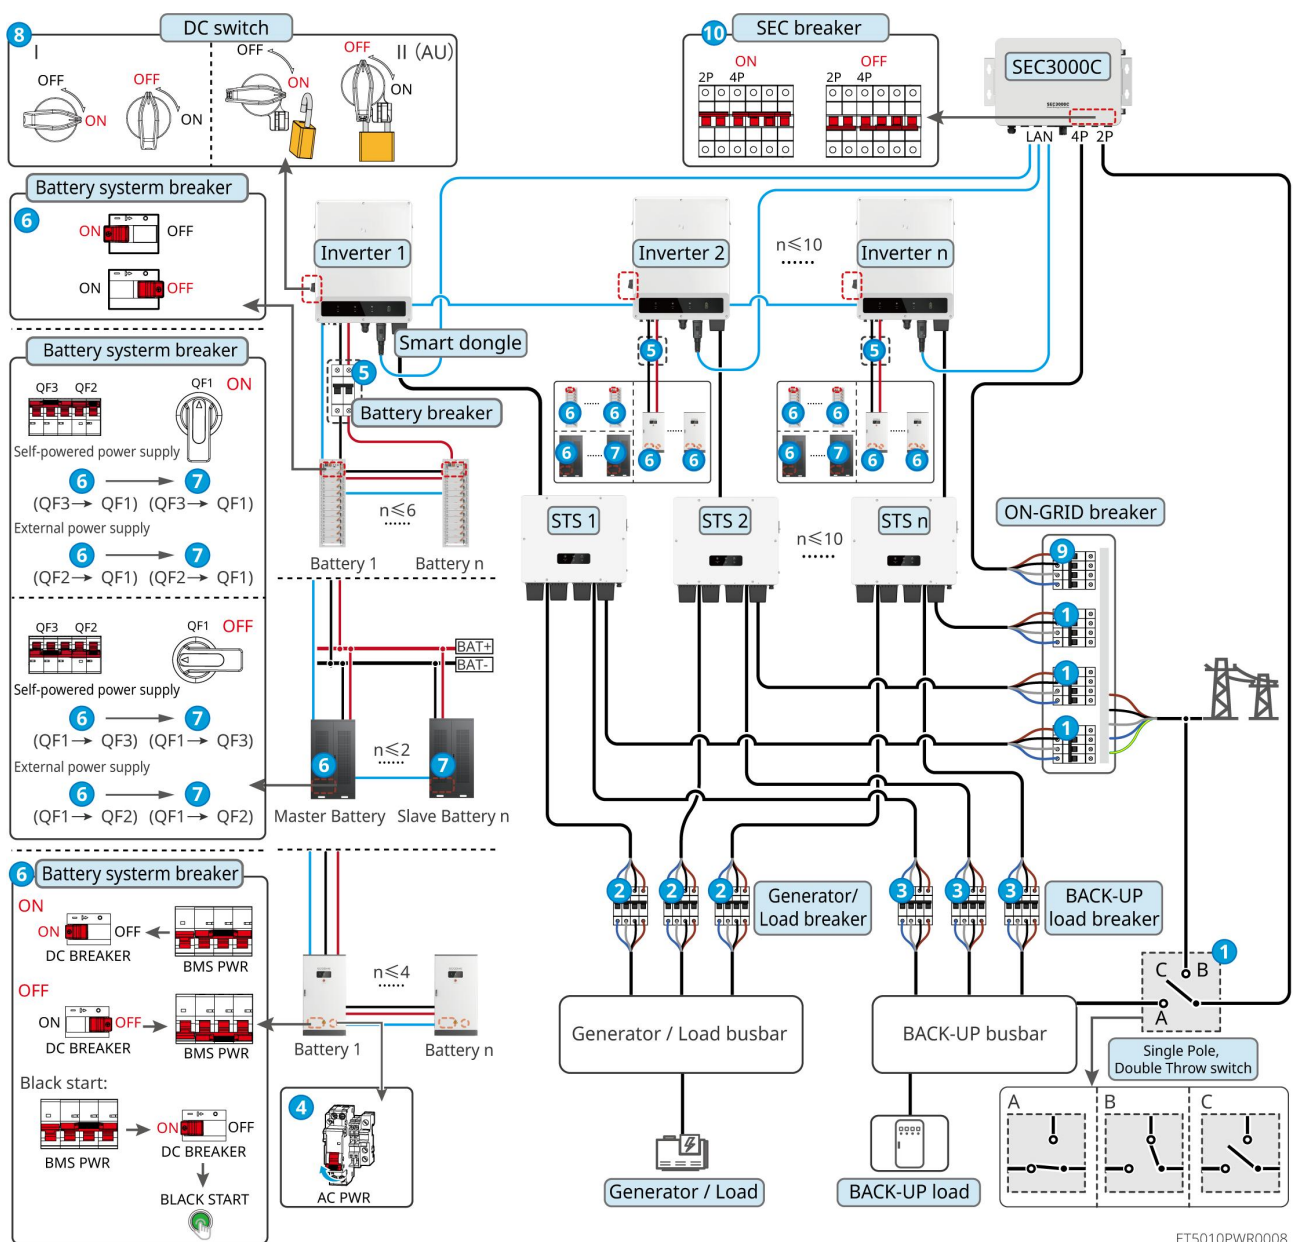 8
DC switch
I
OFF
ON
OFF
ON
OFF
ON
OFF
II (AU)
ON
10
SEC breaker
ON
2P 4P
OFF
2P 4P
SEC3000C
SEC3000C
LAN
4P
2P
Battery systerm breaker
6
ON
OFF
ON
OFF
Inverter 1
Inverter 2
n≤10
......
Inverter n
Smart dongle
5
Battery breaker
5
5
6
......
6
6
......
7
6
......
6
6
......
6
6
......
7
6
......
6
Battery systerm breaker
QF3 QF2
QF1
ON
Self-powered power supply
6
7
(QF3→ QF1) (QF3→ QF1)
External power supply
6
7
(QF2→ QF1) (QF2→ QF1)
QF3 QF2
QF1
OFF
Self-powered power supply
6
7
(QF1→ QF3) (QF1→ QF3)
External power supply
6
7
(QF1→ QF2) (QF1→ QF2)
n≤6
......
Battery 1
Battery n
STS 1
STS 2
n≤10
......
STS n
ON-GRID breaker
9
1
1
1
BAT+
BAT-
6
n≤2
......
7
Master Battery
Slave Battery n
6
Battery systerm breaker
ON
ON
OFF
DC BREAKER
BMS PWR
OFF
ON
OFF
DC BREAKER
BMS PWR
Black start:
BMS PWR
ON
OFF
DC BREAKER
BLACK START
n≤4
......
Battery 1
Battery n
4
AC PWR
2
2
2
Generator/
Load breaker
3
3
3
BACK-UP
load breaker
Generator / Load busbar
BACK-UP busbar
Generator / Load
BACK-UP load
1
C
B
A
Single Pole,
Double Throw switch
A
B
C
ET5010PWR0008